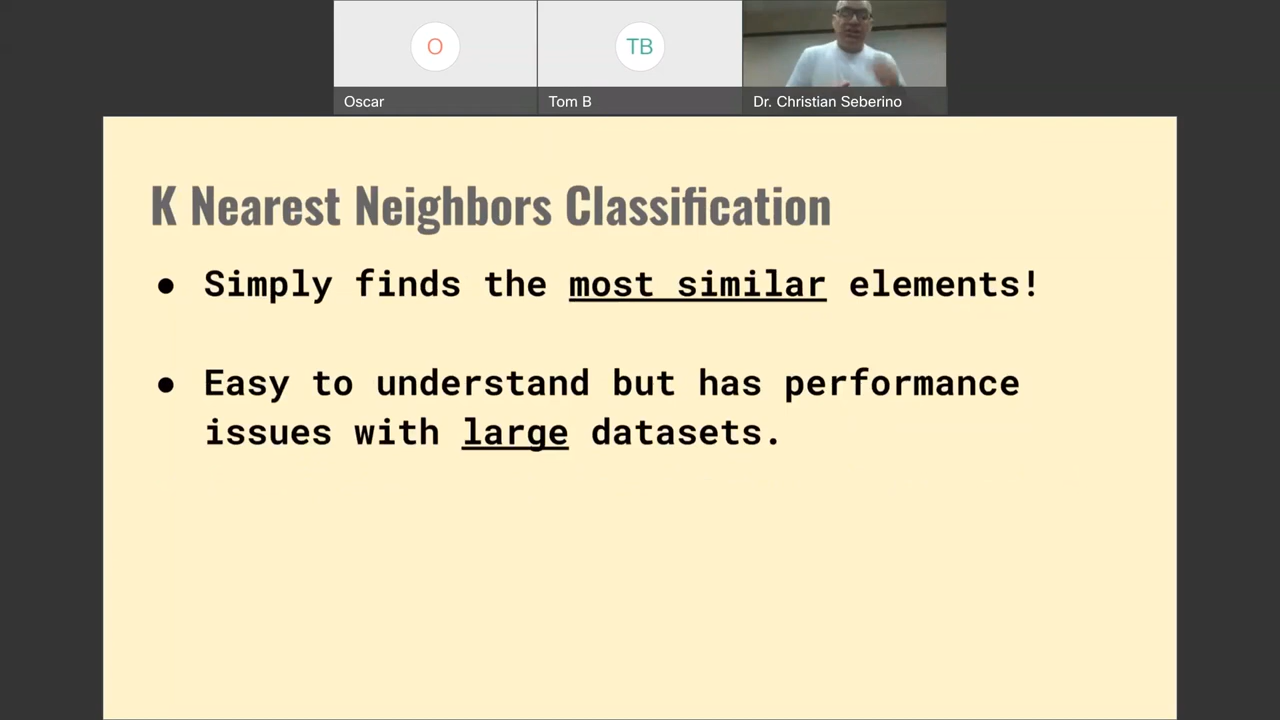 O
TB
Oscar
Tom B
Dr. Christian Seberino
K Nearest Neighbors Classification
● Simply finds the most similar elements!
● Easy to understand but has performance
issues with large datasets.